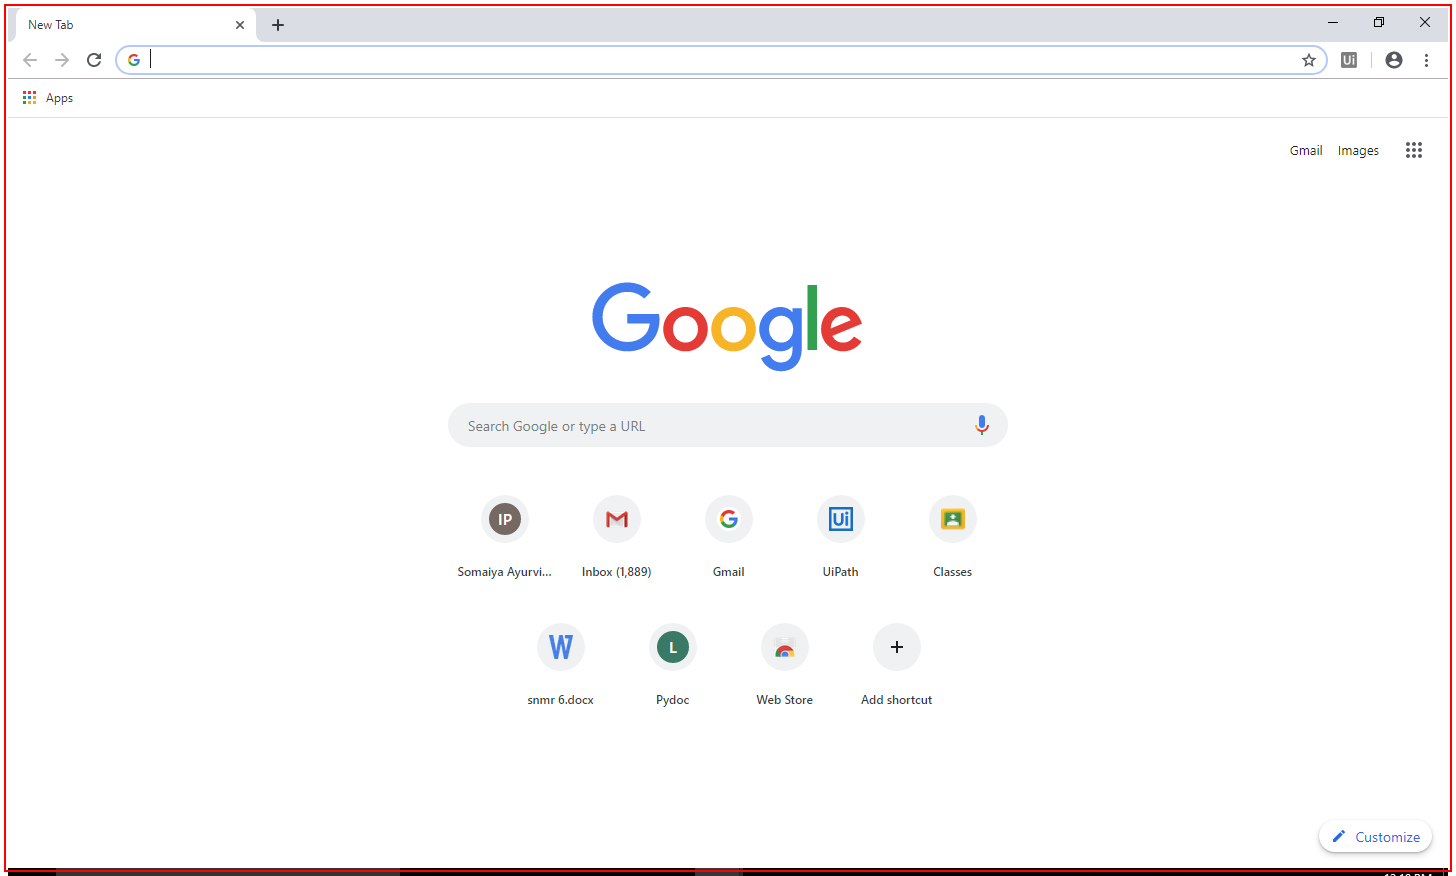 New Tab
Apps
Gmail Images
Google
Search Google or type a URL
IP
Somaiya Ayurvi... Inbox (1,889) Gmail UiPath Classes
W L
snmr 6.docx Pydoc Web Store Add shortcut
Customize